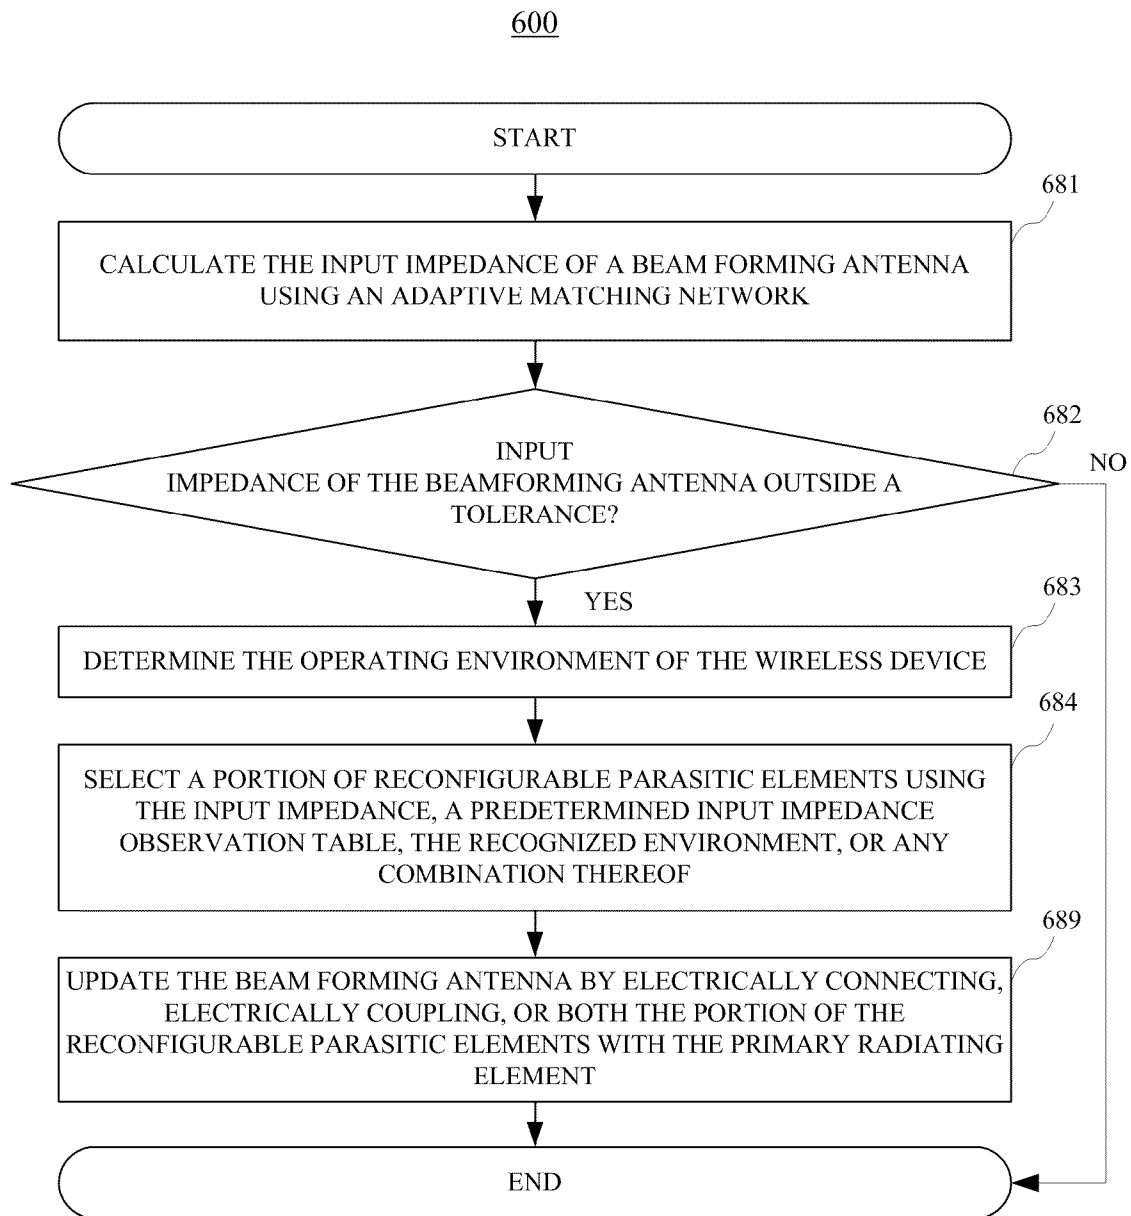 600
START
681
CALCULATE THE INPUT IMPEDANCE OF A BEAM FORMING ANTENNA
USING AN ADAPTIVE MATCHING NETWORK
682
INPUT
IMPEDANCE OF THE BEAMFORMING ANTENNA OUTSIDE A
TOLERANCE?
NO
YES
683
DETERMINE THE OPERATING ENVIRONMENT OF THE WIRELESS DEVICE
684
SELECT A PORTION OF RECONFIGURABLE PARASITIC ELEMENTS USING
THE INPUT IMPEDANCE, A PREDETERMINED INPUT IMPEDANCE
OBSERVATION TABLE, THE RECOGNIZED ENVIRONMENT, OR ANY
COMBINATION THEREOF
689
UPDATE THE BEAM FORMING ANTENNA BY ELECTRICALLY CONNECTING,
ELECTRICALLY COUPLING, OR BOTH THE PORTION OF THE
RECONFIGURABLE PARASITIC ELEMENTS WITH THE PRIMARY RADIATING
ELEMENT
END